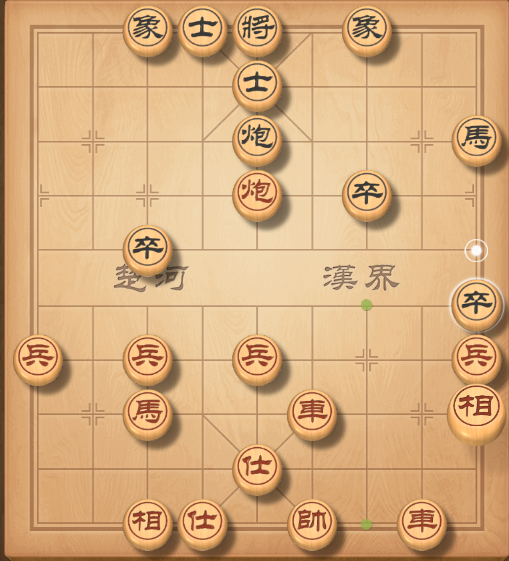 象 士 將 象
士
炮 馬
炮 卒
卒
楚河 漢界
卒
兵 兵 兵 兵
馬 車 相
仕
相 仕 帥 車